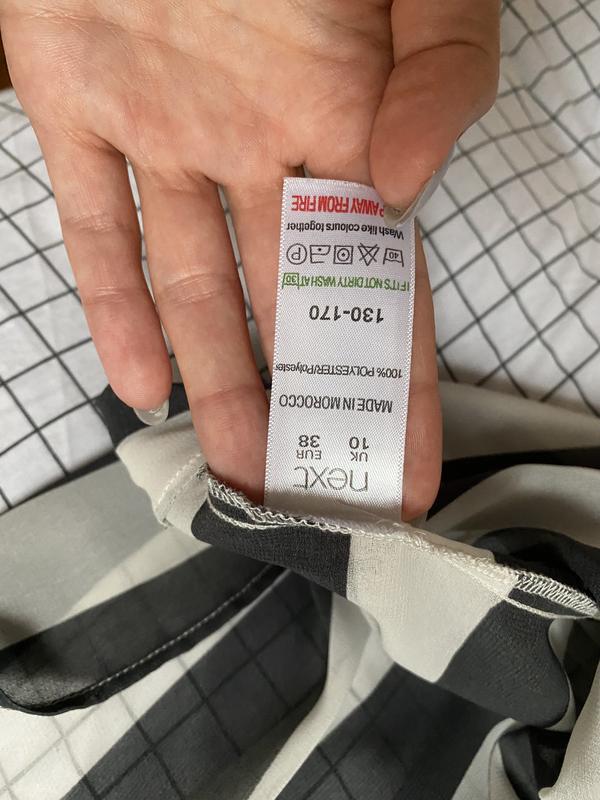 next
UK EUR
10 38
MADE IN MOROCCO
100% POLYESTER/Polyester
130-170
IF IT'S NOT DIRTY WASH AT 30
40 P
Wash like colours together
AWAY FROM FIRE